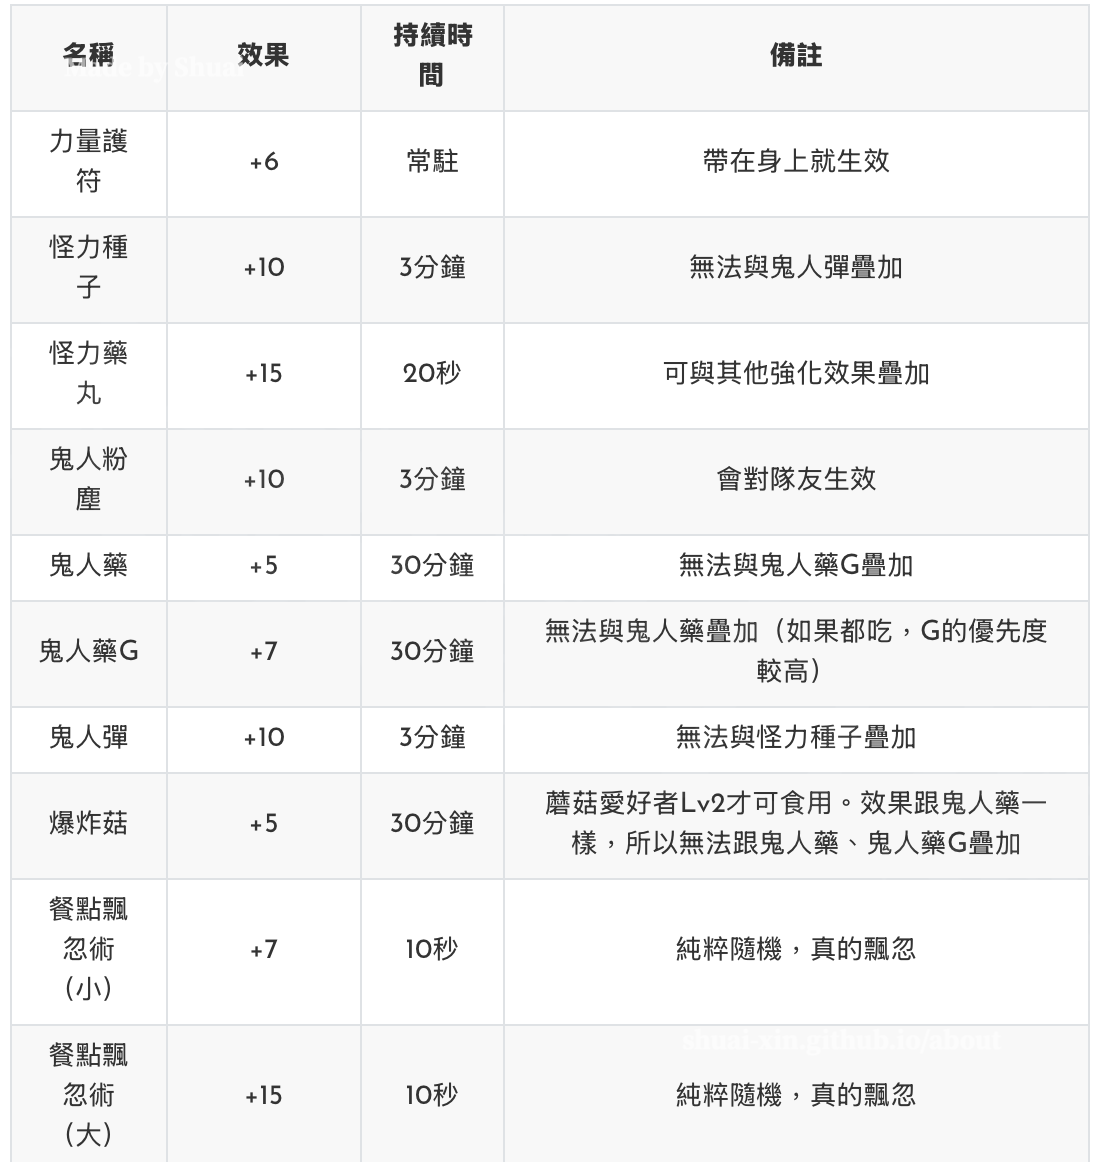 名稱
效果
持續時
間
備註
Made by Shuai
力量護
符
+6
常駐
帶在身上就生效
怪力種
子
+10
3分鐘
無法與鬼人彈疊加
怪力藥
丸
+15
20秒
可與其他強化效果疊加
鬼人粉
塵
+10
3分鐘
會對隊友生效
鬼人藥
+5
30分鐘
無法與鬼人藥G疊加
鬼人藥G
+7
30分鐘
無法與鬼人藥疊加（如果都吃，G的優先度
較高）
鬼人彈
+10
3分鐘
無法與怪力種子疊加
爆炸菇
+5
30分鐘
蘑菇愛好者Lv2才可食用。效果跟鬼人藥一
樣，所以無法跟鬼人藥、鬼人藥G疊加
餐點飄
忽術
（小）
+7
10秒
純粹隨機，真的飄忽
shuai-xin.github.io/about
餐點飄
忽術
（大）
+15
10秒
純粹隨機，真的飄忽